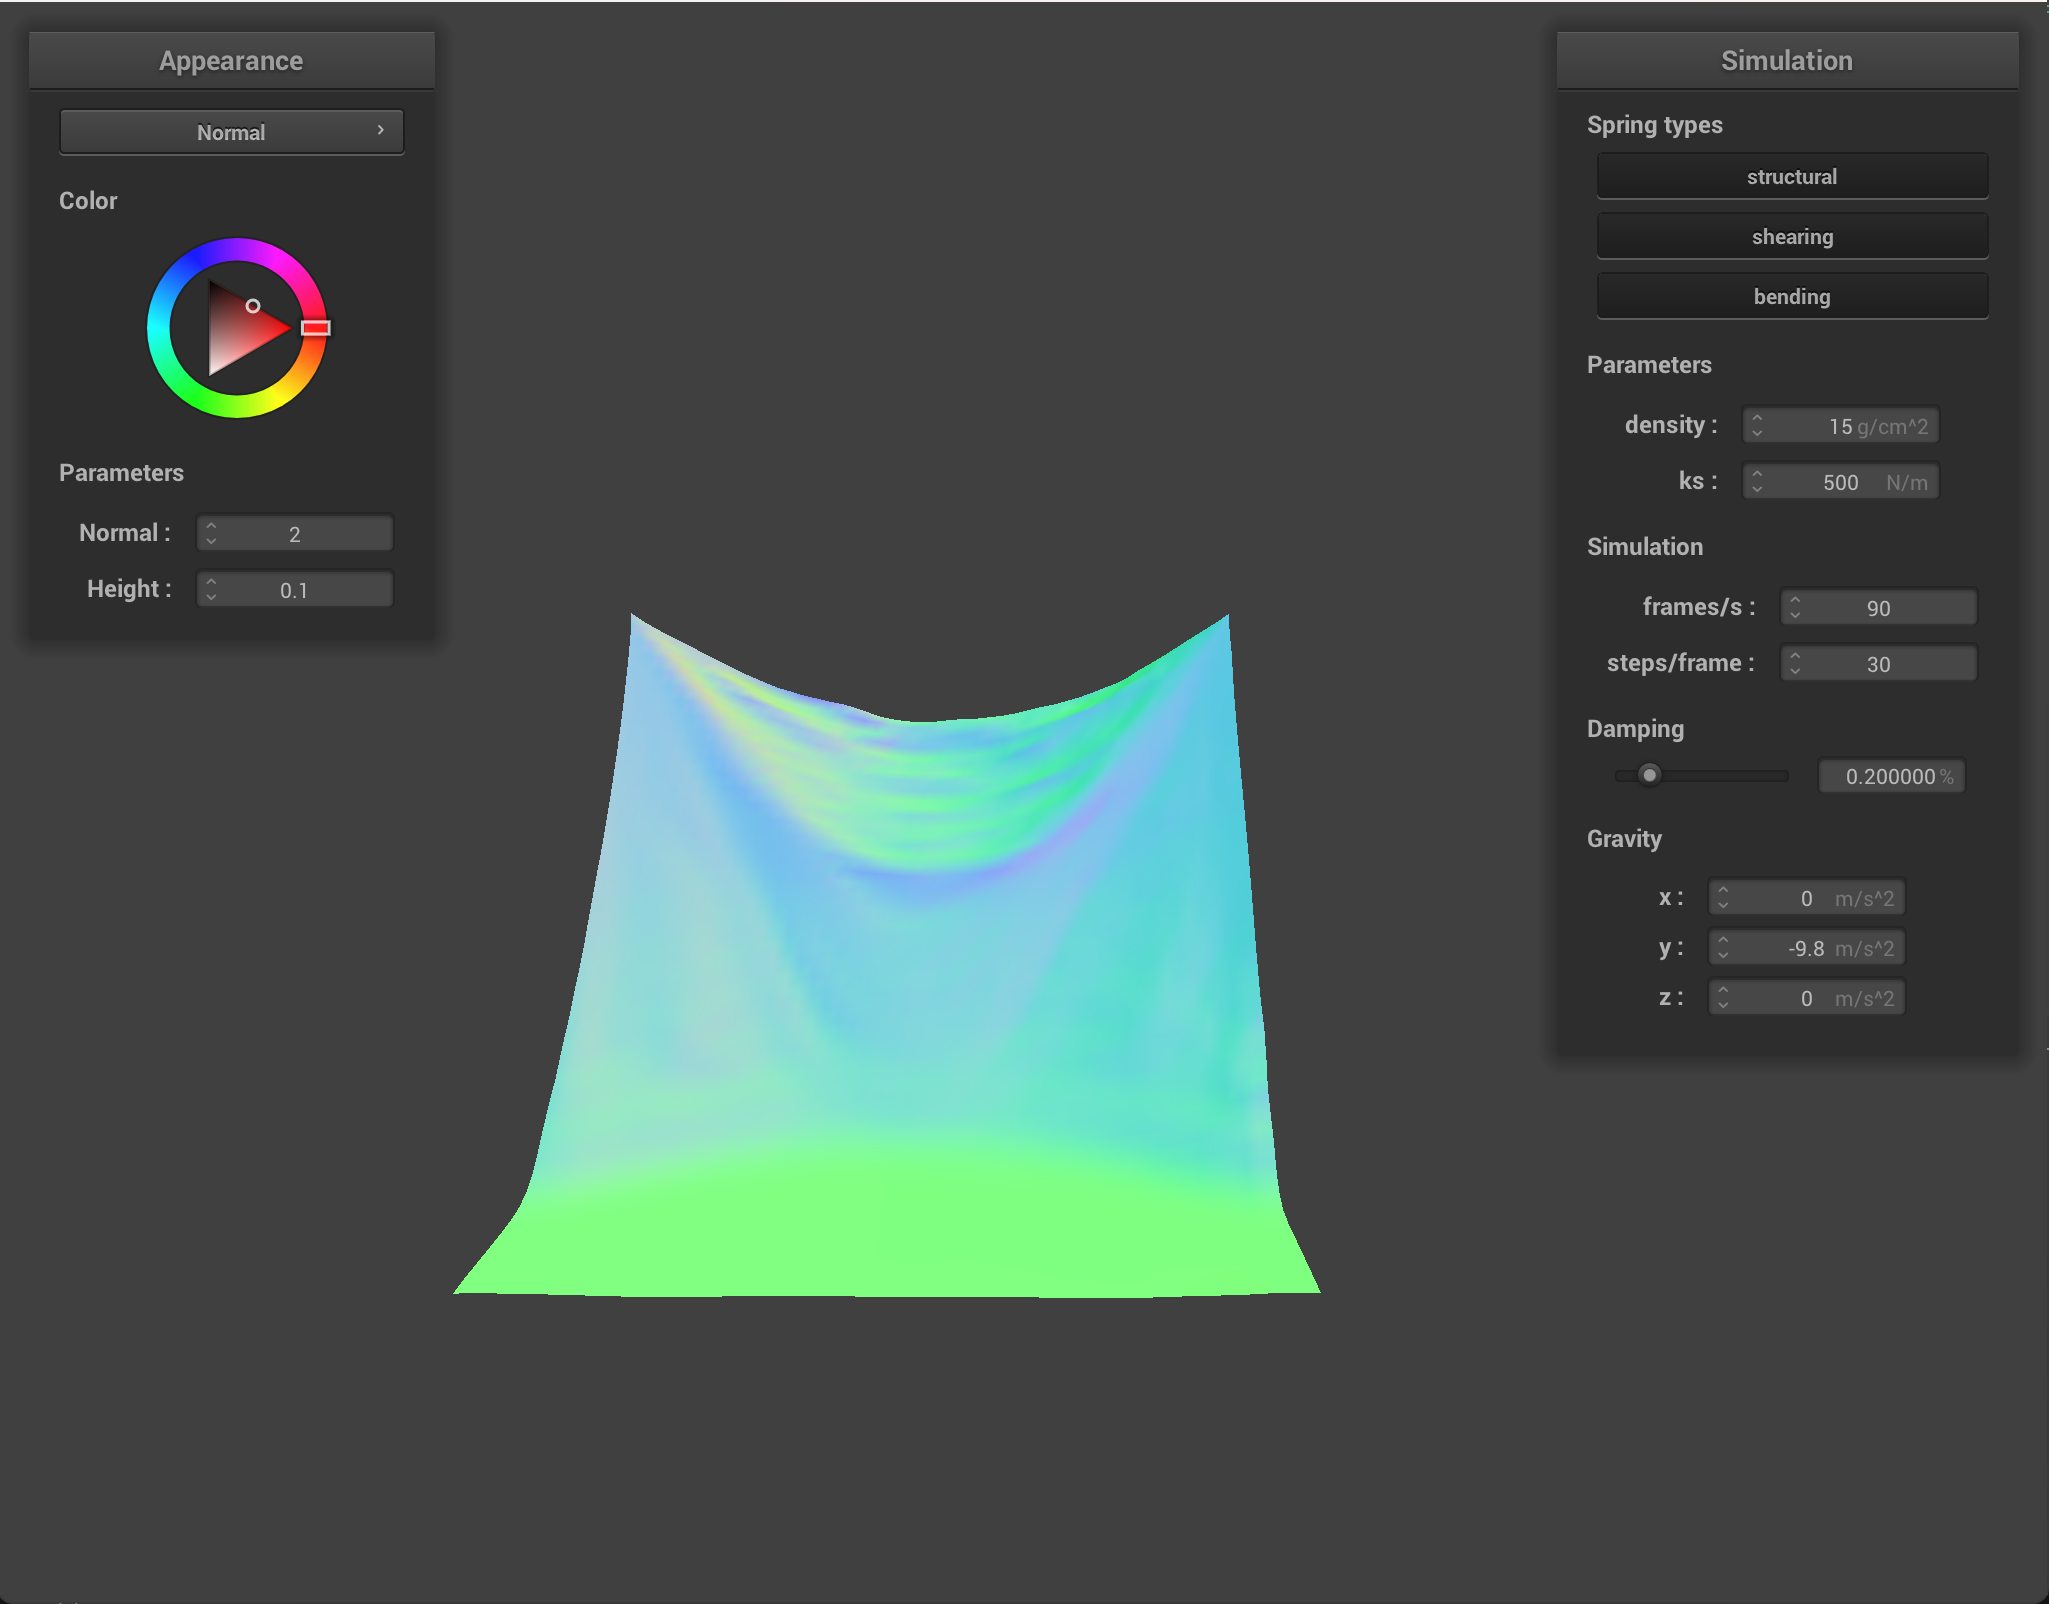 Appearance
Normal
Color
Parameters
Normal : 2
Height : 0.1
Simulation
Spring types
structural
shearing
bending
Parameters
density : 15 g/cm^2
ks : 500 N/m
Simulation
frames/s : 90
steps/frame : 30
Damping
0.200000 %
Gravity
x : 0 m/s^2
y : -9.8 m/s^2
z : 0 m/s^2